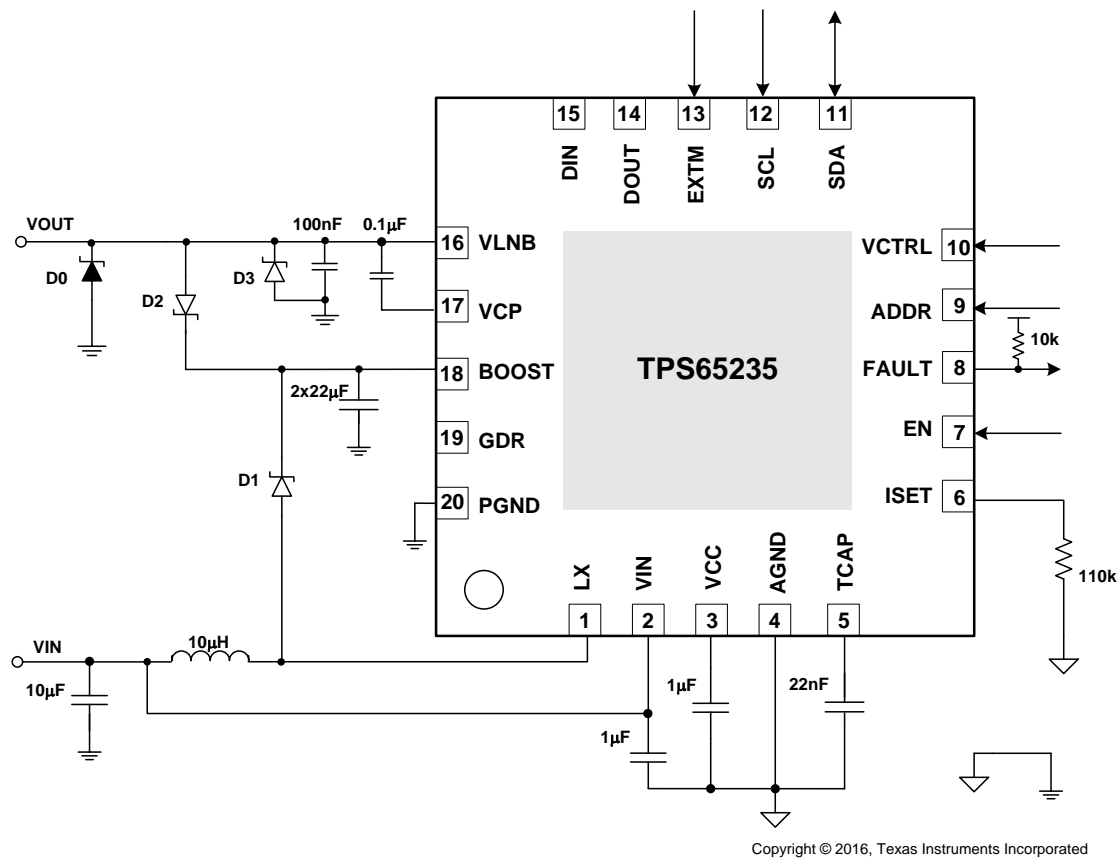 15 14 13 12 11
DIN DOUT EXTM SCL SDA
VOUT 100nF 0.1µF
16 VLNB
VCTRL 10
D0 D2 D3
17 VCP
ADDR 9
10k
TPS65235
18 BOOST
FAULT 8
2x22µF
19 GDR
EN 7
D1
20 PGND
ISET 6
LX VIN VCC AGND TCAP
110k
1 2 3 4 5
VIN 10µH
10µF
1µF 22nF
1µF
Copyright © 2016, Texas Instruments Incorporated